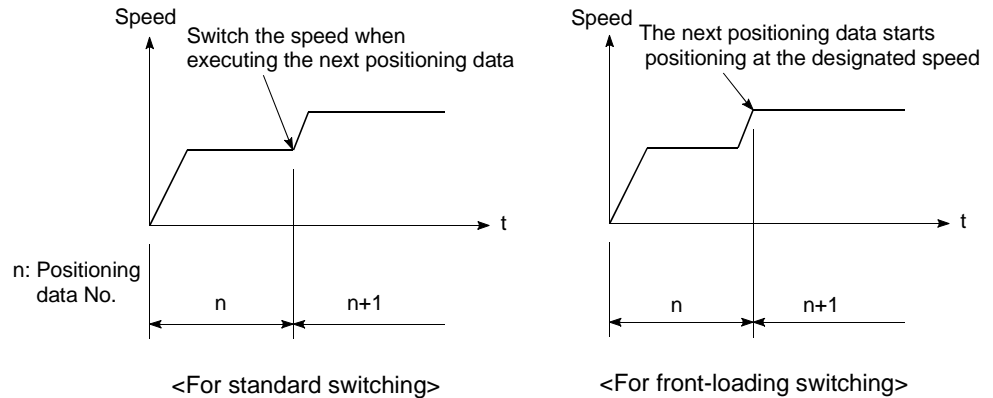 Speed
Switch the speed when
executing the next positioning data
t
n: Positioning
data No.
n
n+1
<For standard switching>
Speed
The next positioning data starts
positioning at the designated speed
t
n
n+1
<For front-loading switching>